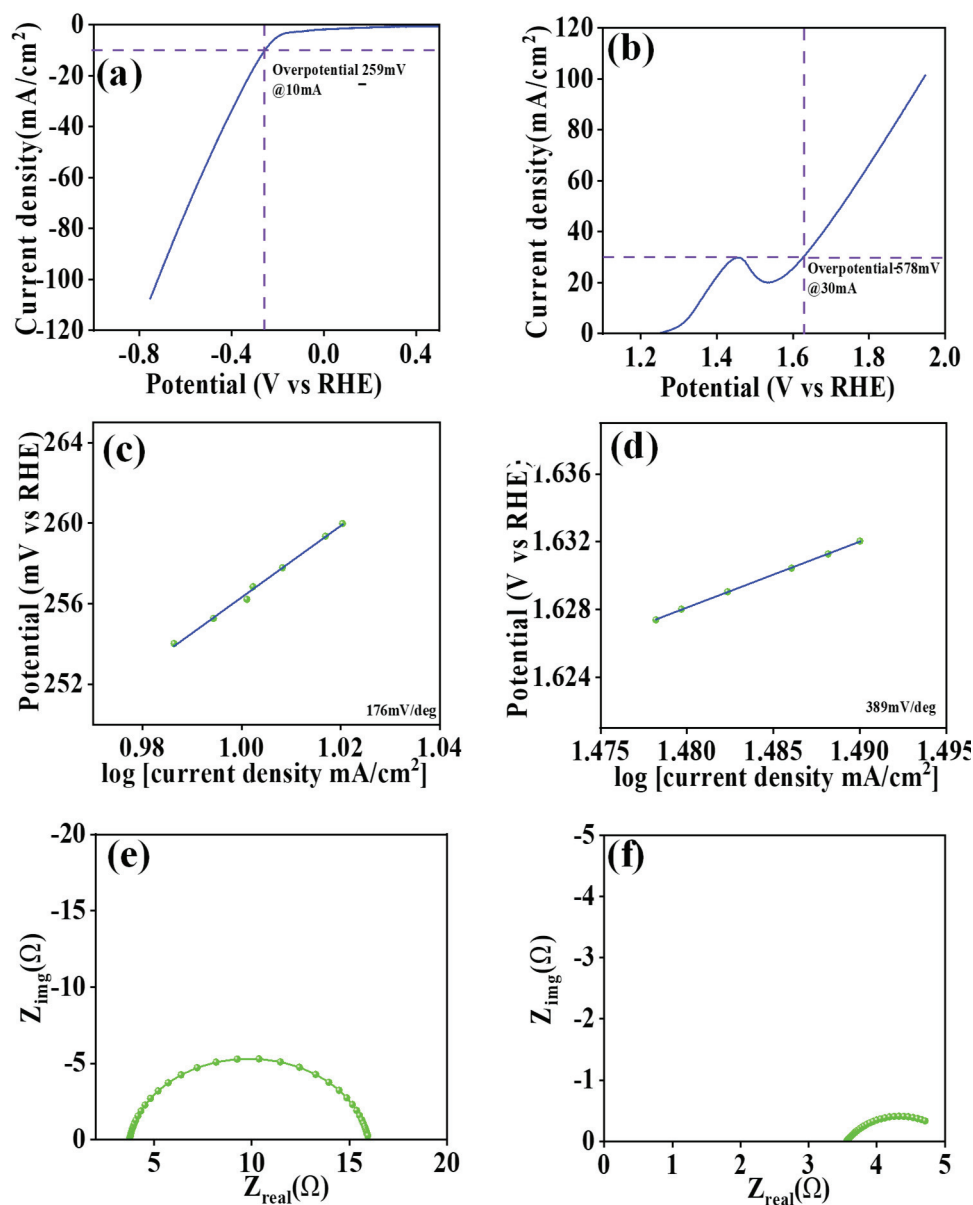 (a)
0
-20
-40
-60
-80
-100
-120
Current density(mA/cm²)
Overpotential 259mV
@10mA
-0.8
-0.4
0.0
0.4
Potential (V vs RHE)
(b)
120
100
80
60
40
20
0
Current density(mA/cm²)
Overpotential-578mV
@30mA
1.2
1.4
1.6
1.8
2.0
Potential (V vs RHE)
(c)
264
260
256
252
Potential (mV vs RHE)
176mV/deg
0.98
1.00
1.02
1.04
log [current density mA/cm²]
(d)
1.636
1.632
1.628
1.624
Potential (V vs RHE)
389mV/deg
1.475
1.480
1.485
1.490
1.495
log [current density mA/cm²]
(e)
-20
-15
-10
-5
0
Zimg(Ω)
5
10
15
20
Zreal(Ω)
(f)
-5
-4
-3
-2
-1
0
Zimg(Ω)
0
1
2
3
4
5
Zreal(Ω)